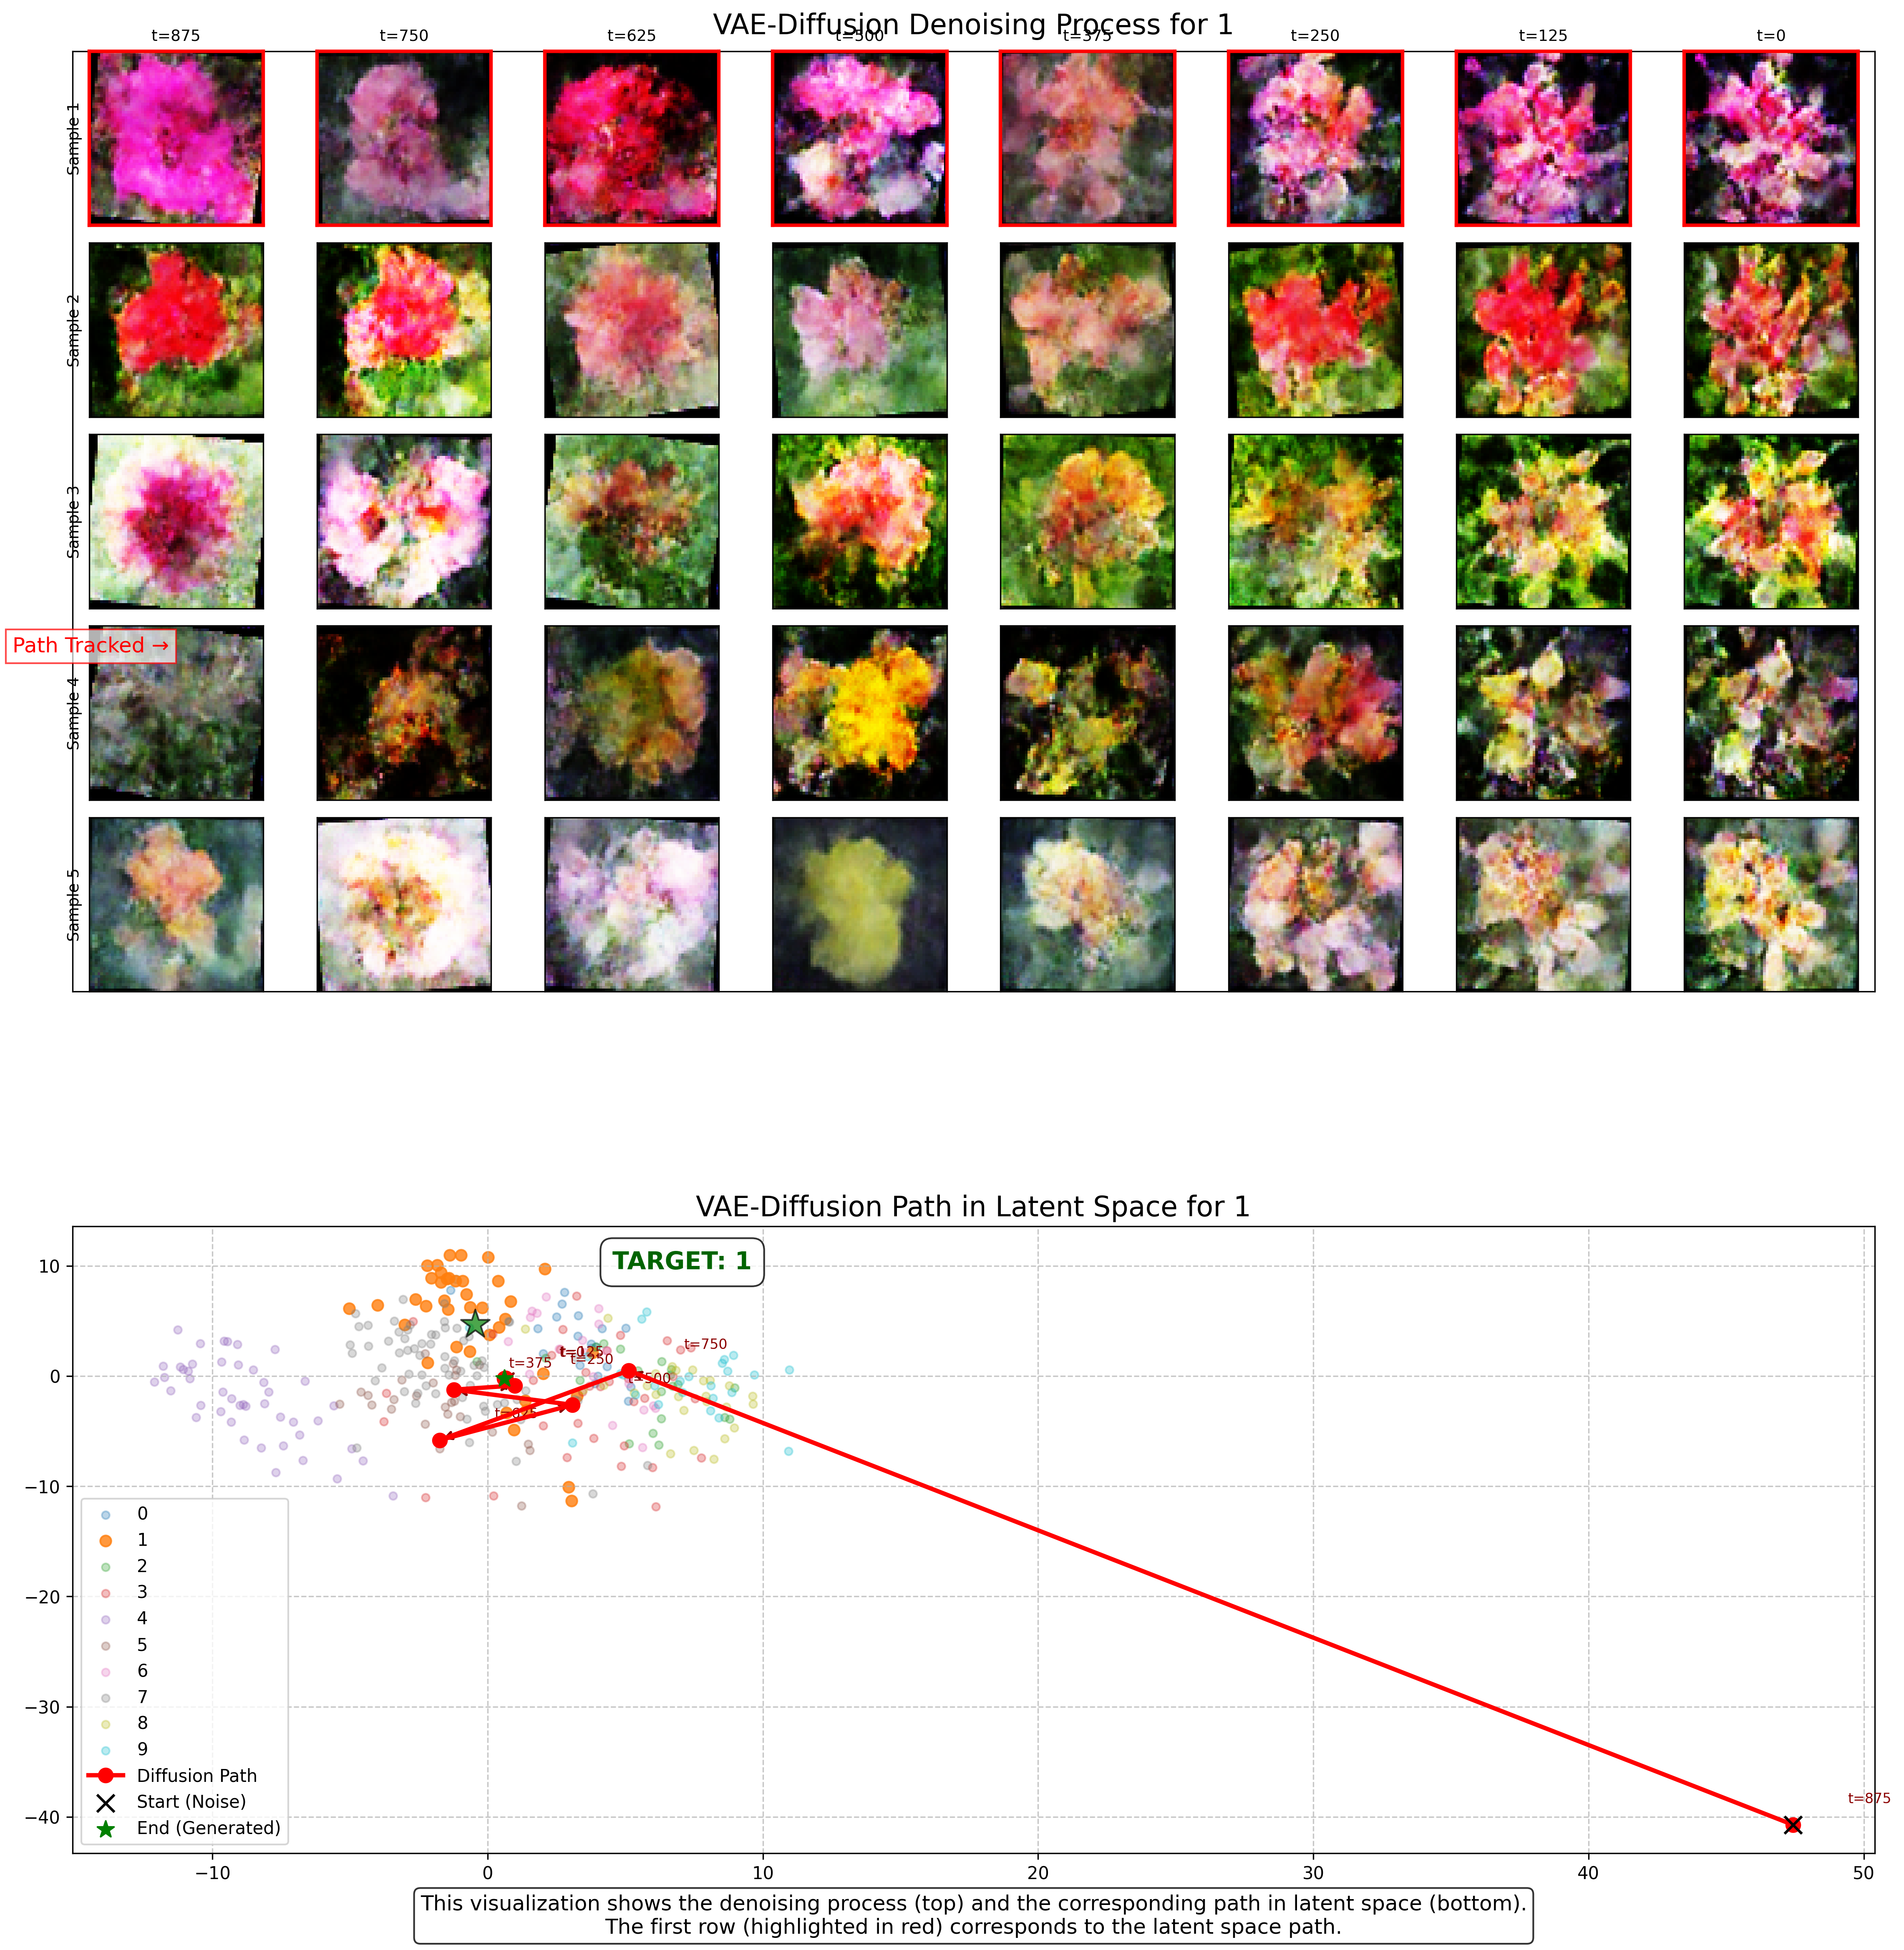 VAE-Diffusion Denoising Process for 1
t=875 t=750 t=625 t=500 t=375 t=250 t=125 t=0
Sample 1
Sample 2
Sample 3
Path Tracked →
Sample 4
Sample 5
VAE-Diffusion Path in Latent Space for 1
TARGET: 1
t=750
t=375
t=250
t=500
t=625
t=875
10
0
−10
−20
−30
−40
0
1
2
3
4
5
6
7
8
9
Diffusion Path
Start (Noise)
End (Generated)
−10 0 10 20 30 40 50
This visualization shows the denoising process (top) and the corresponding path in latent space (bottom).
The first row (highlighted in red) corresponds to the latent space path.